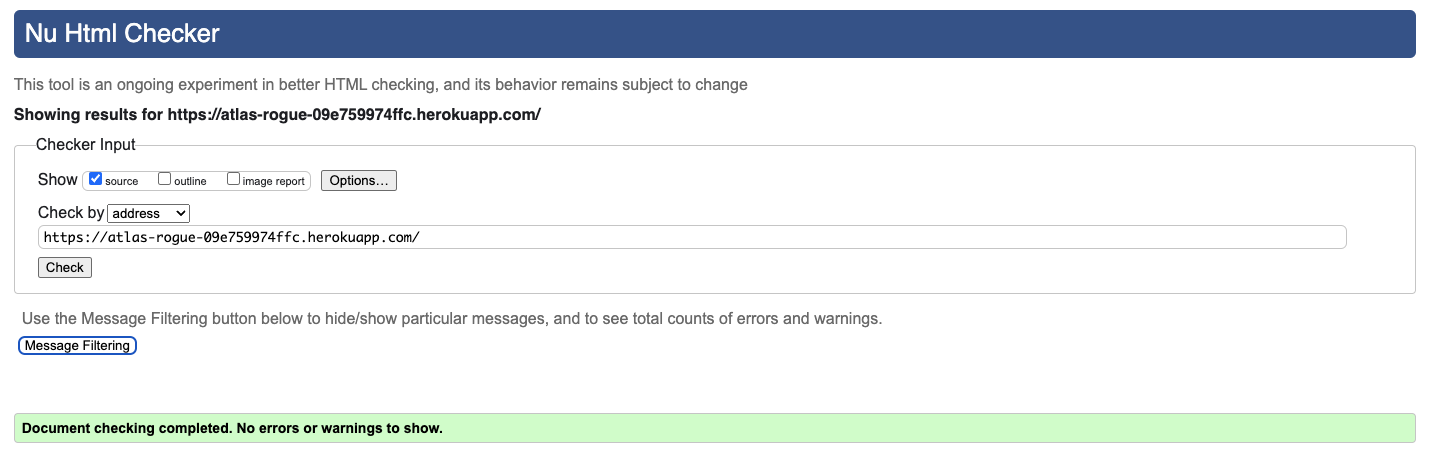 Nu Html Checker
This tool is an ongoing experiment in better HTML checking, and its behavior remains subject to change
Showing results for https://atlas-rogue-09e759974ffc.herokuapp.com/
Checker Input
Show source outline image report Options...
Check by address
https://atlas-rogue-09e759974ffc.herokuapp.com/
Check
Use the Message Filtering button below to hide/show particular messages, and to see total counts of errors and warnings.
Message Filtering
Document checking completed. No errors or warnings to show.